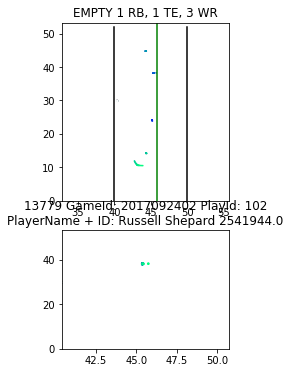 EMPTY 1 RB, 1 TE, 3 WR
50
40
30
20
10
0
35 40 45 50 55
13779 GameId: 2017092402 PlayId: 102
PlayerName + ID: Russell Shepard 2541944.0
40
20
0
42.5 45.0 47.5 50.0